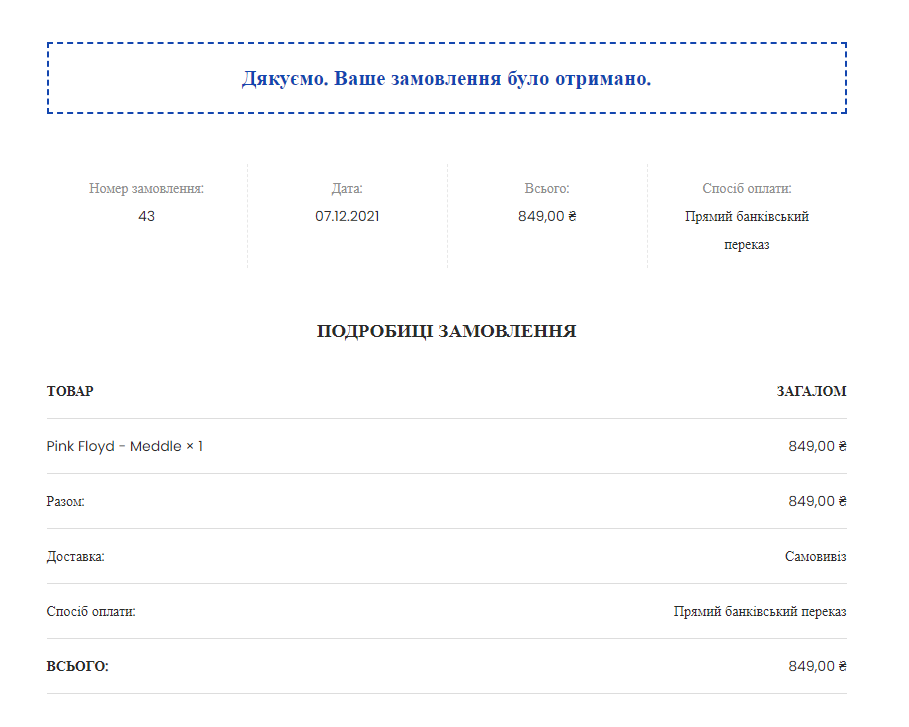 Дякуємо. Ваше замовлення було отримано.
Номер замовлення:
43
Дата:
07.12.2021
Всього:
849,00 ₴
Спосіб оплати:
Прямий банківський
переказ
ПОДРОБИЦІ ЗАМОВЛЕННЯ
ТОВАР ЗАГАЛОМ
Pink Floyd - Meddle × 1 849,00 ₴
Разом: 849,00 ₴
Доставка: Самовивіз
Спосіб оплати: Прямий банківський переказ
ВСЬОГО: 849,00 ₴